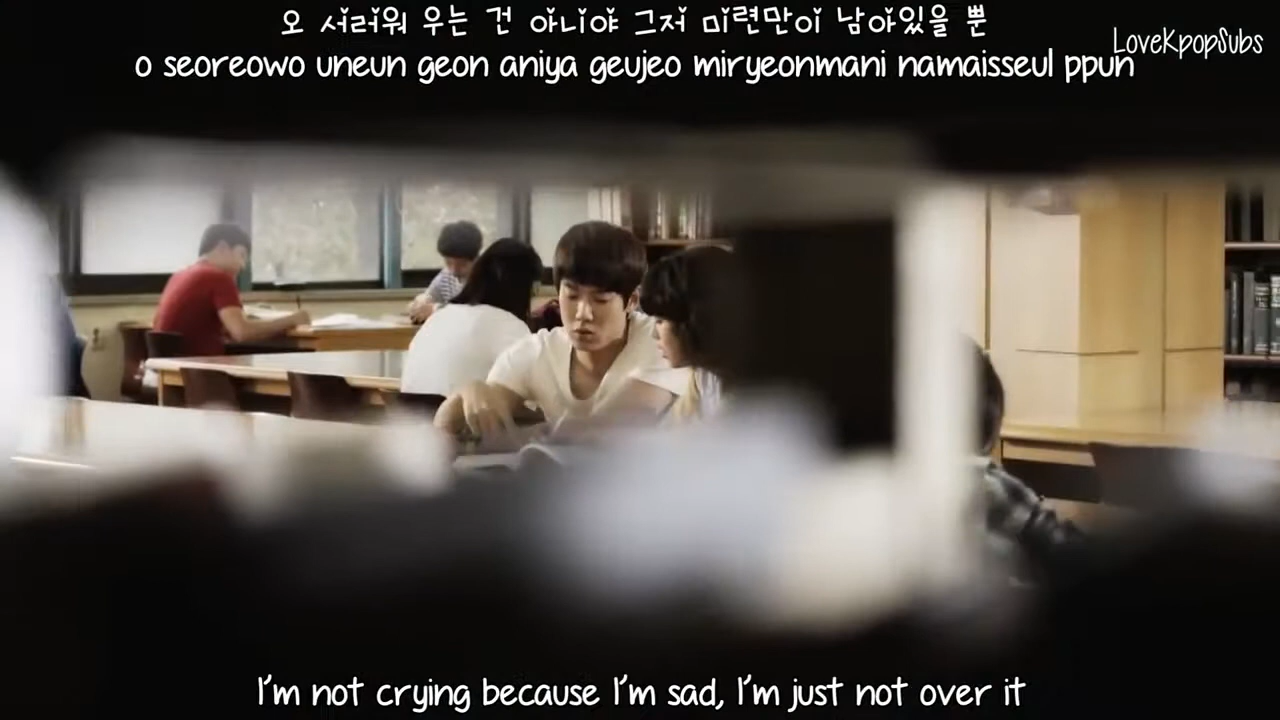 오 서러워 우는 건 아니야 그저 미련만이 남아있을 뿐
LoveKpopSubs
o seoreowo uneun geon aniya geujeo miryeonmani namaisseul ppun
I'm not crying because I'm sad, I'm just not over it